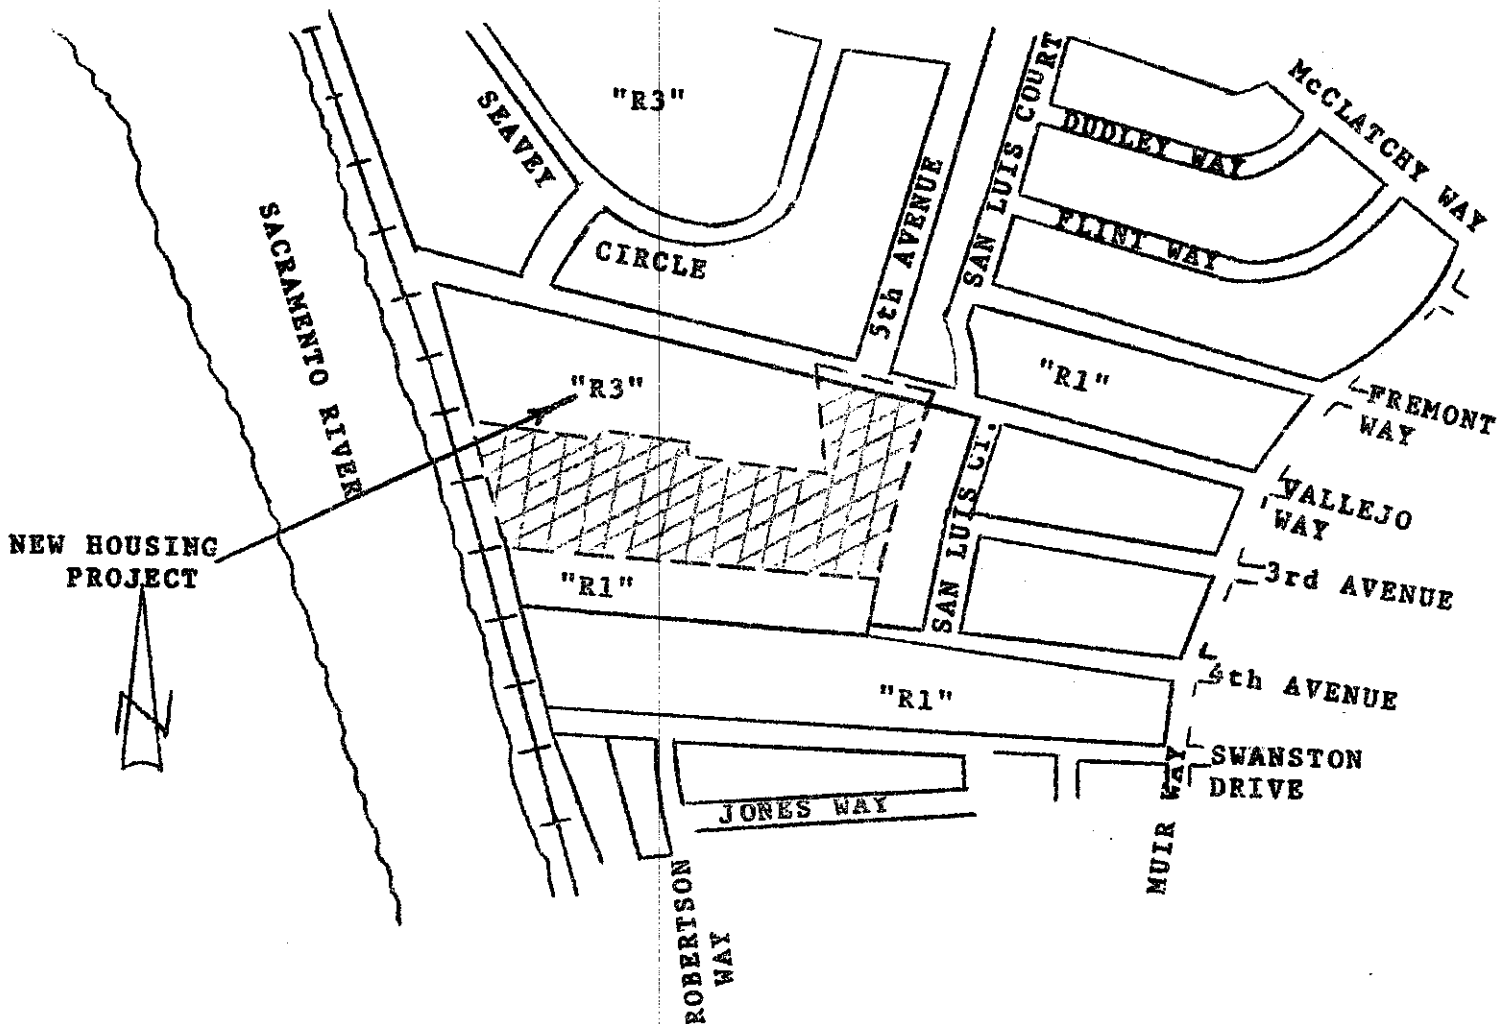 "R3"
McCLATCHY WAY
SAN LUIS COURT
DUDLEY WAY
SEAVEY
CIRCLE
5th AVENUE
FLINT WAY
SACRAMENTO RIVER
"R3"
"R1"
FREMONT
WAY
SAN LUIS CT.
VALLEJO
WAY
NEW HOUSING
PROJECT
"R1"
3rd AVENUE
N
"R1"
4th AVENUE
SWANSTON
DRIVE
JONES WAY
MUIR WAY
ROBERTSON
WAY